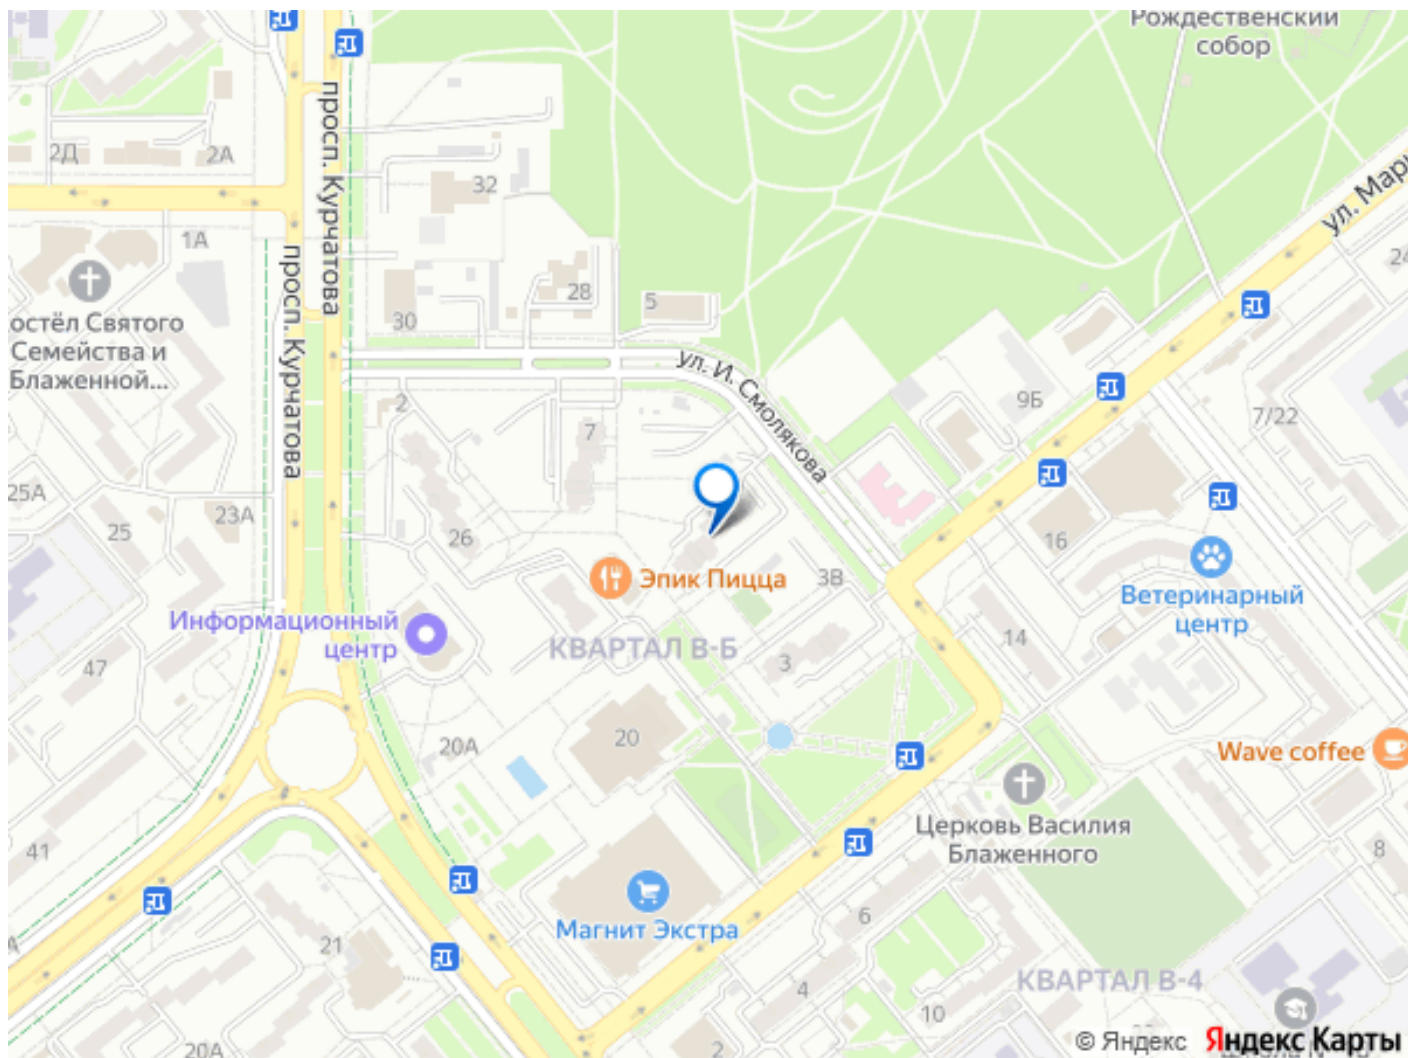 Рождественский
собор
просп. Курчатова
2Д
2А
32
ул. Мар
1А
просп. Курчатова
24
28
5
остёл Святого
Семейства и
Блаженной...
30
ул. И. Смолякова
2
9Б
7/22
7
25А
23А
25
26
16
Эпик Пицца
3В
Ветеринарный
центр
Информационный
центр
КВАРТАЛ В-Б
14
3
47
20А
20
Wave coffee
Церковь Василия
Блаженного
41
8
Магнит Экстра
6
21
КВАРТАЛ В-4
4
10
20А
2
© Яндекс
Яндекс Карты